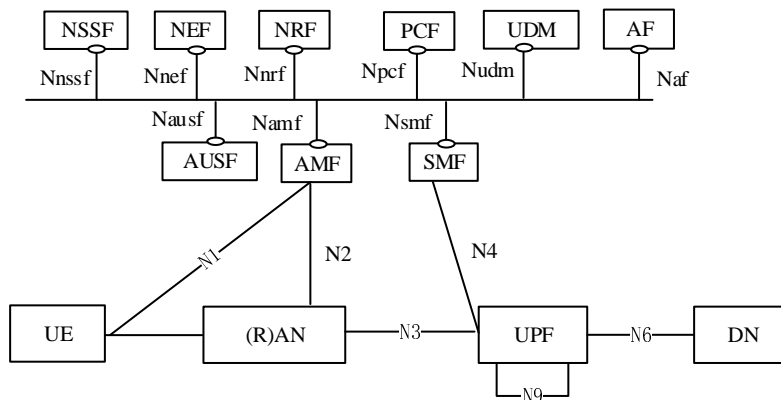 NSSF NEF NRF PCF UDM AF
Nnssf Nnef Nnrf Npcf Nudm Naf
Nausf Namf Nsmf
AUSF AMF SMF
N1 N2 N4
UE (R)AN N3 UPF N6 DN
N9